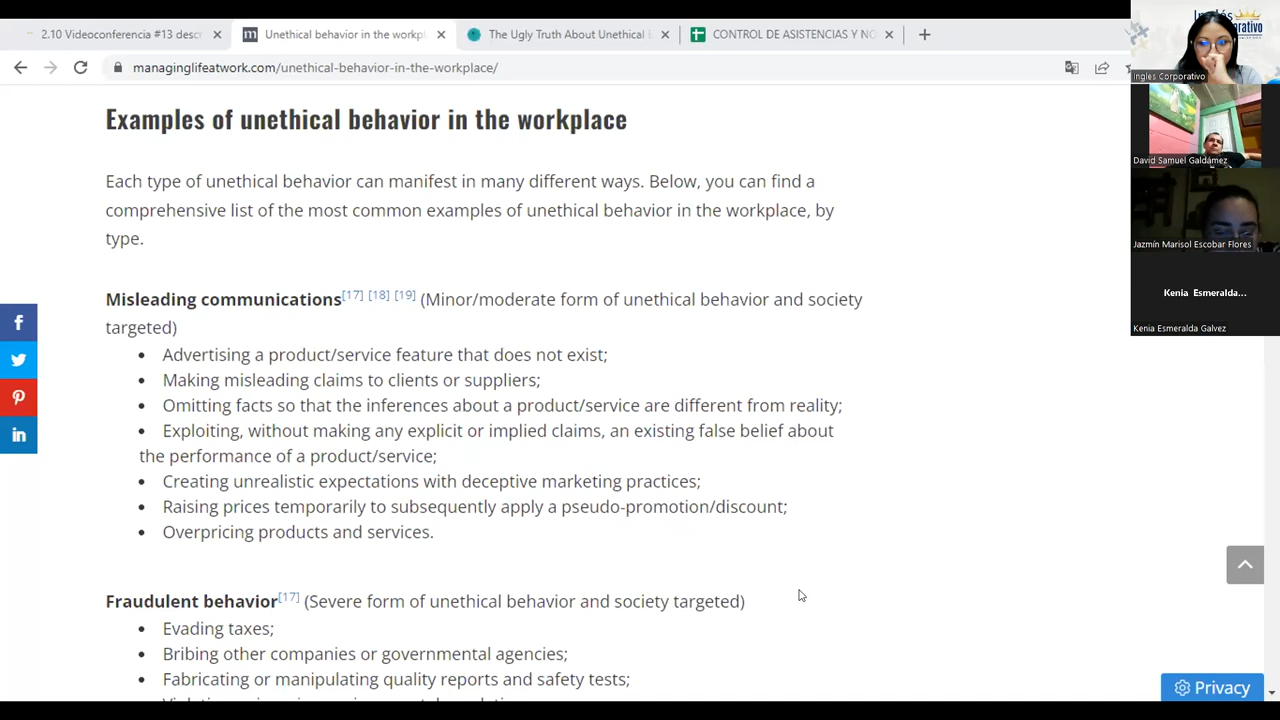 2.10 Videoconferencia #13 desc
Unethical behavior in the workpl
The Ugly Truth About Unethical
CONTROL DE ASISTENCIAS Y NO
managinglifeatwork.com/unethical-behavior-in-the-workplace/
Examples of unethical behavior in the workplace
Each type of unethical behavior can manifest in many different ways. Below, you can find a
comprehensive list of the most common examples of unethical behavior in the workplace, by
type.
Misleading communications[17] [18] [19] (Minor/moderate form of unethical behavior and society
targeted)
• Advertising a product/service feature that does not exist;
• Making misleading claims to clients or suppliers;
• Omitting facts so that the inferences about a product/service are different from reality;
• Exploiting, without making any explicit or implied claims, an existing false belief about
the performance of a product/service;
• Creating unrealistic expectations with deceptive marketing practices;
• Raising prices temporarily to subsequently apply a pseudo-promotion/discount;
• Overpricing products and services.
Fraudulent behavior[17] (Severe form of unethical behavior and society targeted)
• Evading taxes;
• Bribing other companies or governmental agencies;
• Fabricating or manipulating quality reports and safety tests;
Privacy
Ingles Corporativo
David Samuel Galdámez
Jazmín Marisol Escobar Flores
Kenia Esmeralda...
Kenia Esmeralda Galvez